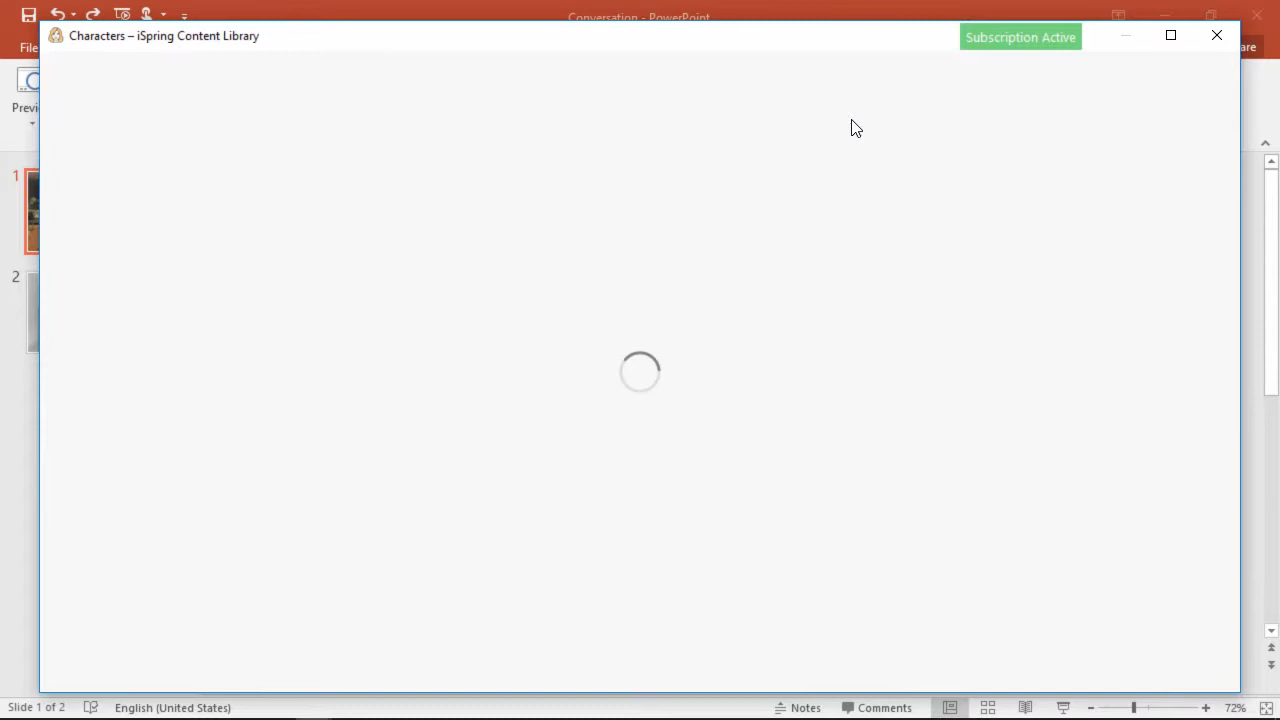 Conversation - PowerPoint
Characters – iSpring Content Library
Subscription Active
File
are
Previ
1
2
Slide 1 of 2
English (United States)
Notes
Comments
72%